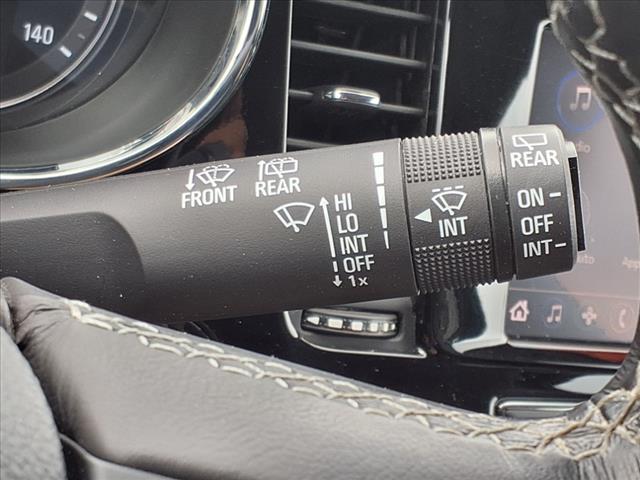 140
FRONT
REAR
HI
LO
INT
OFF
1x
INT
REAR
ON
OFF
INT